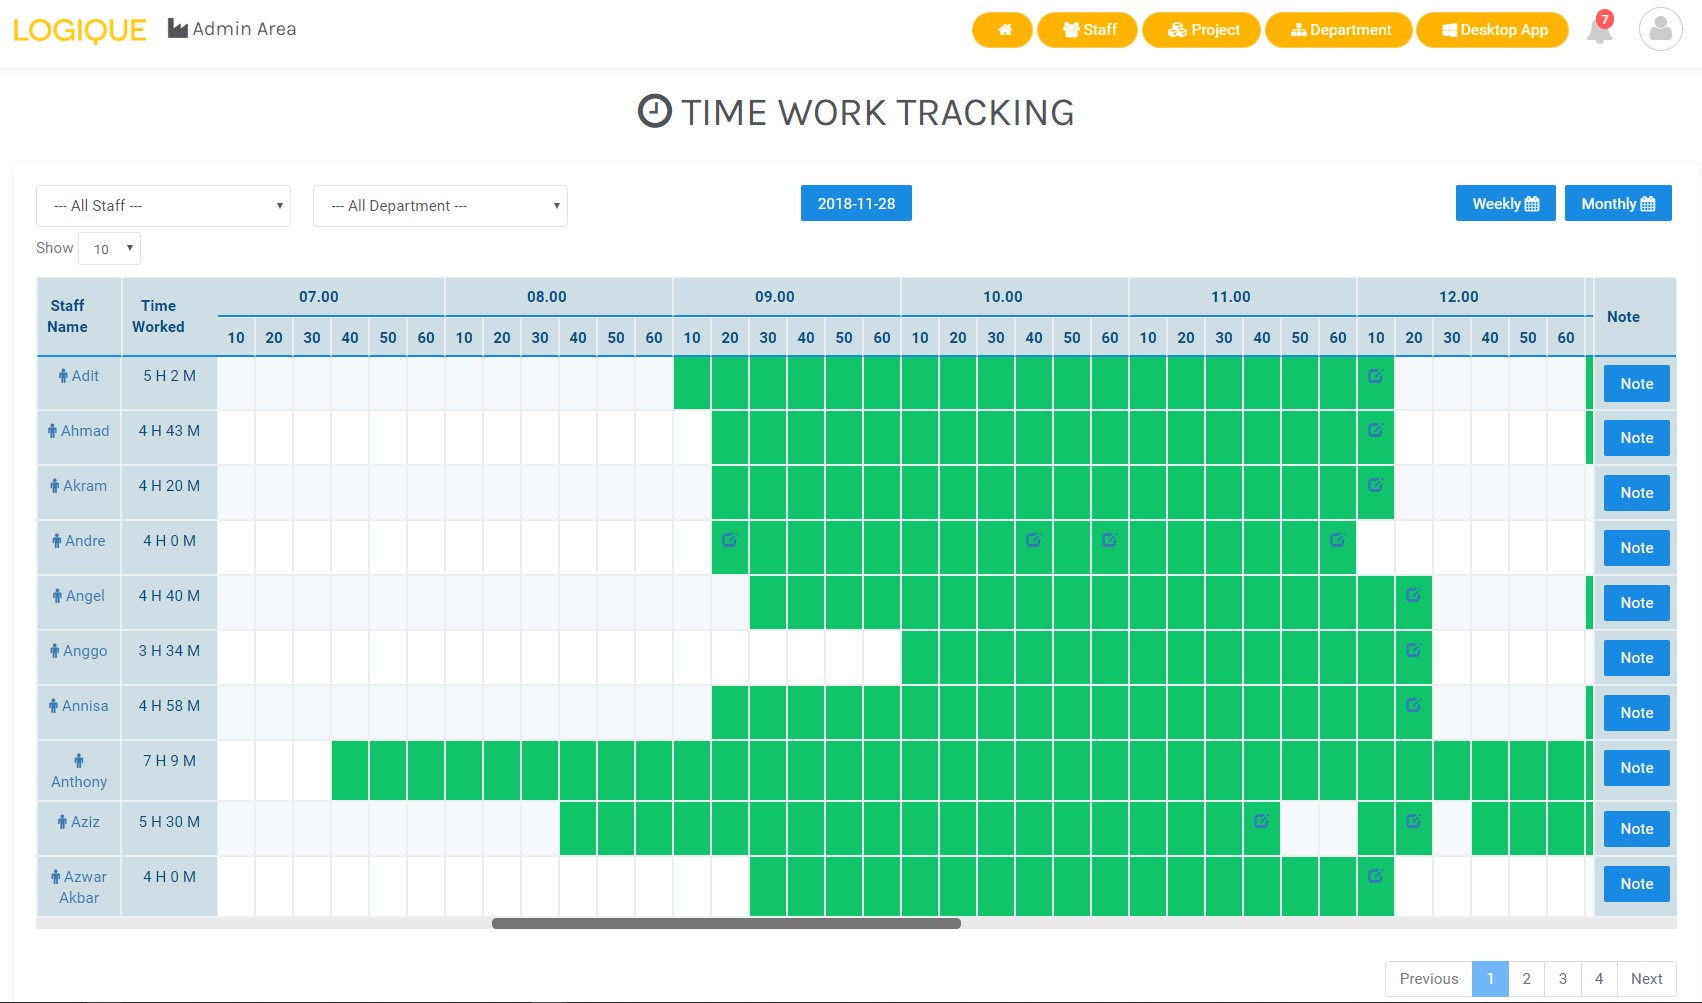 LOGIQUE Admin Area Staff Project Department Desktop App 7
TIME WORK TRACKING
--- All Staff --- --- All Department --- 2018-11-28 Weekly Monthly
Show 10
Staff Name Time Worked 07.00 08.00 09.00 10.00 11.00 12.00 Note
10 20 30 40 50 60 10 20 30 40 50 60 10 20 30 40 50 60 10 20 30 40 50 60 10 20 30 40 50 60 10 20 30 40 50 60
Adit 5 H 2 M Note
Ahmad 4 H 43 M Note
Akram 4 H 20 M Note
Andre 4 H 0 M Note
Angel 4 H 40 M Note
Anggo 3 H 34 M Note
Annisa 4 H 58 M Note
Anthony 7 H 9 M Note
Aziz 5 H 30 M Note
Azwar Akbar 4 H 0 M Note
Previous 1 2 3 4 Next